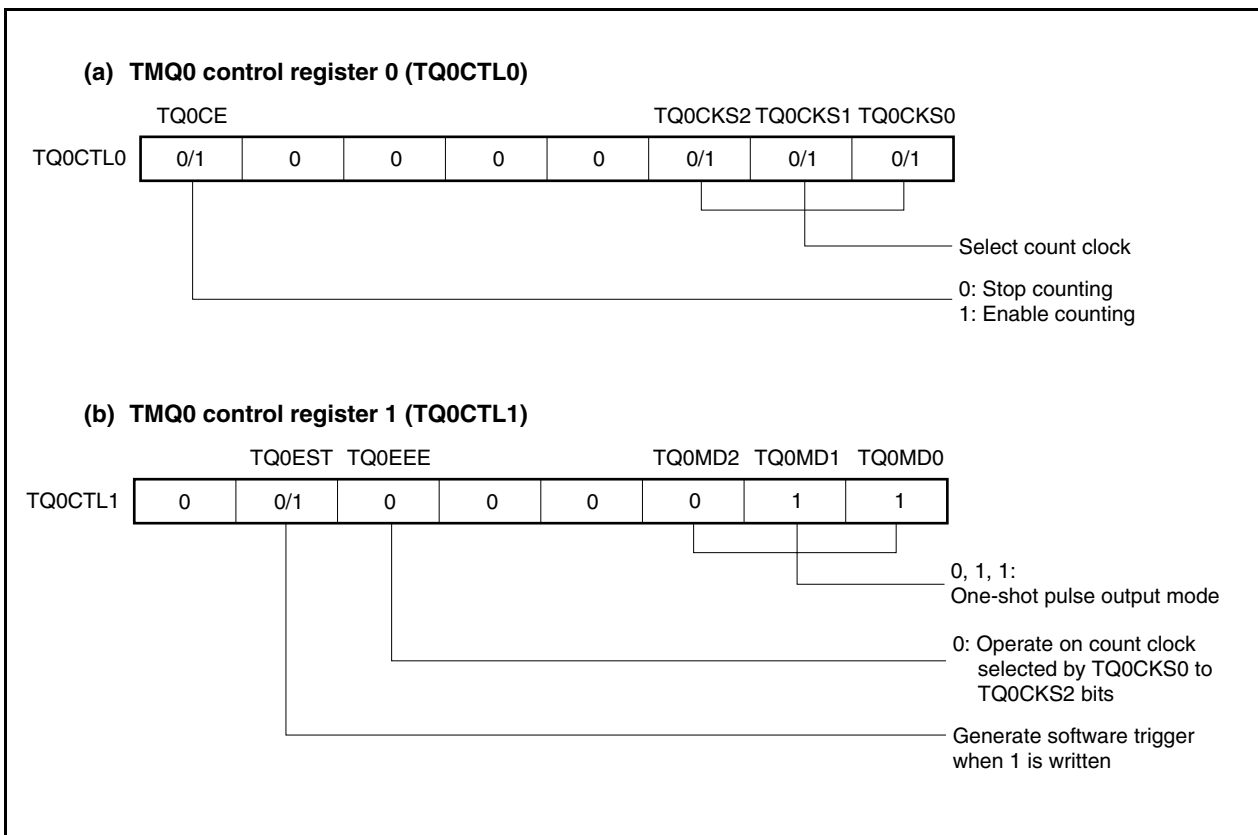 (a) TMQ0 control register 0 (TQ0CTL0)
TQ0CE TQ0CKS2 TQ0CKS1 TQ0CKS0
TQ0CTL0 0/1 0 0 0 0 0/1 0/1 0/1
Select count clock
0: Stop counting
1: Enable counting
(b) TMQ0 control register 1 (TQ0CTL1)
TQ0EST TQ0EEE TQ0MD2 TQ0MD1 TQ0MD0
TQ0CTL1 0 0/1 0 0 0 0 1 1
0, 1, 1:
One-shot pulse output mode
0: Operate on count clock
selected by TQ0CKS0 to
TQ0CKS2 bits
Generate software trigger
when 1 is written